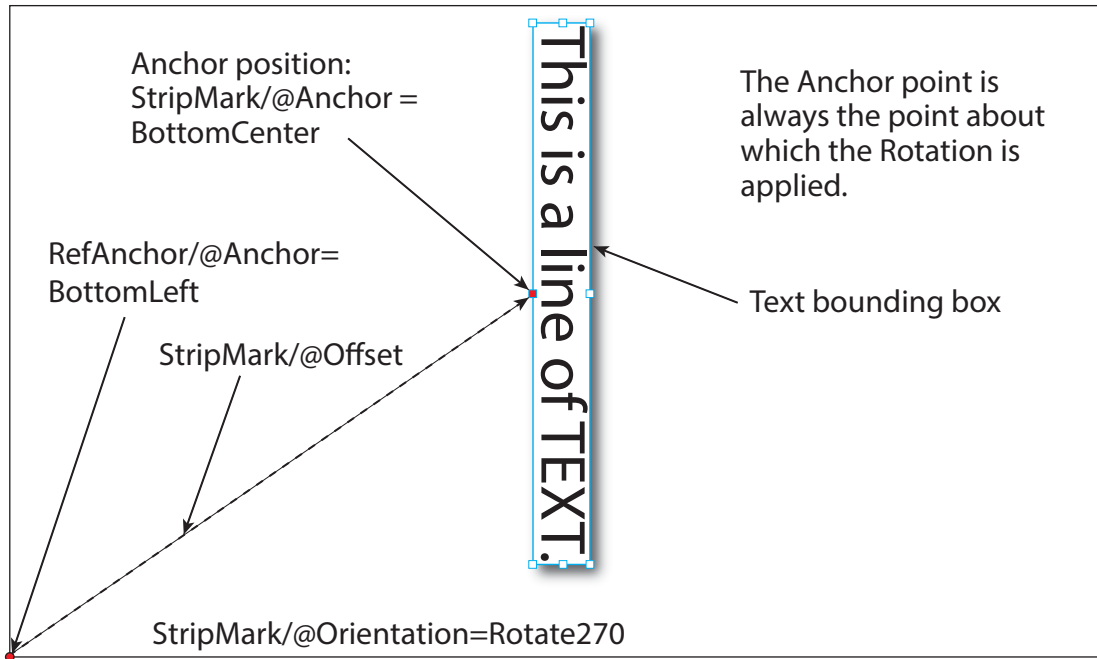 Anchor position:
StripMark/@Anchor =
BottomCenter
The Anchor point is
always the point about
which the Rotation is
applied.
This is a line of TEXT.
RefAnchor/@Anchor=
BottomLeft
Text bounding box
StripMark/@Offset
StripMark/@Orientation=Rotate270